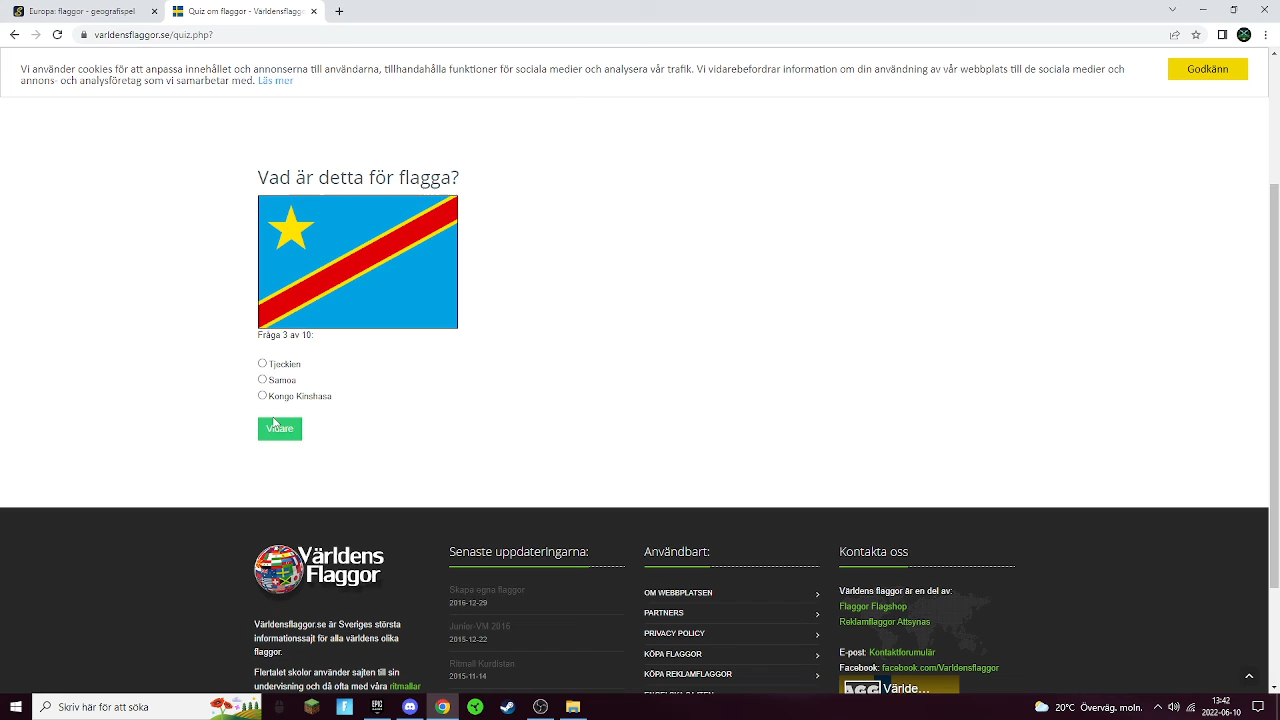 Europa: flaggor - geografispel
Quiz om flaggor - Världensflaggo
varldensflaggor.se/quiz.php?
Vi använder cookies för att anpassa innehållet och annonserna till användarna, tillhandahålla funktioner för sociala medier och analysera vår trafik. Vi vidarebefordrar information om din användning av vår webbplats till de sociala medier och
annons- och analysföretag som vi samarbetar med. Läs mer
Godkänn
Vad är detta för flagga?
Fråga 3 av 10:
Tjeckien
Samoa
Kongo Kinshasa
Vidare
Världens
Flaggor
Världensflaggor.se är Sveriges största
informationssajt för alla världens olika
flaggor.
Flertalet skolor använder sajten till sin
undervisning och då ofta med våra ritmallar
Senaste uppdateringarna:
Skapa egna flaggor
2016-12-29
Junior-VM 2016
2015-12-22
Ritmall Kurdistan
2015-11-14
Användbart:
OM WEBBPLATSEN
PARTNERS
PRIVACY POLICY
KÖPA FLAGGOR
KÖPA REKLAMFLAGGOR
Kontakta oss
Världens flaggor är en del av:
Flaggor Flagshop
Reklamflaggor Attsynas
E-post: Kontaktformulär
Facebook: facebook.com/Varldensflaggor
Världe...
Skriv här för att söka
EPIC
20°C Överväg. moln.
13:42
2022-06-10